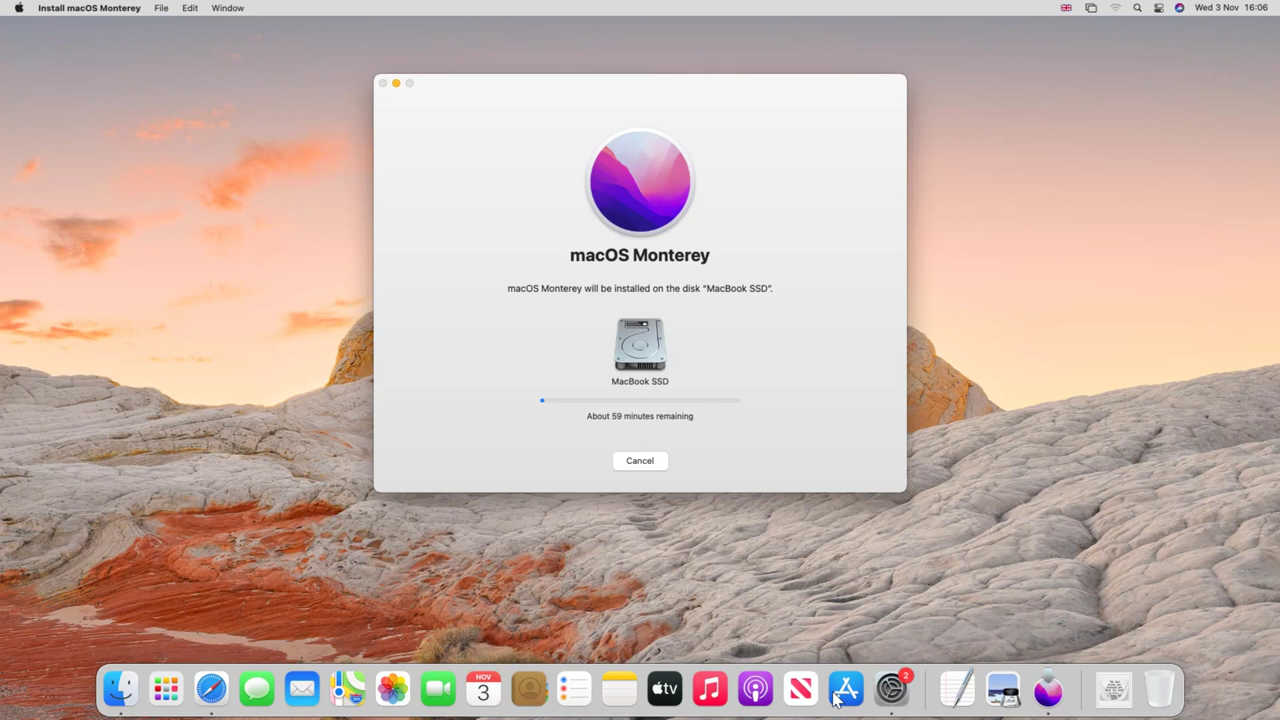 Install macOS Monterey File Edit Window Wed 3 Nov 16:06
macOS Monterey
macOS Monterey will be installed on the disk “MacBook SSD”.
MacBook SSD
About 59 minutes remaining
Cancel
NOV
3
tv
2